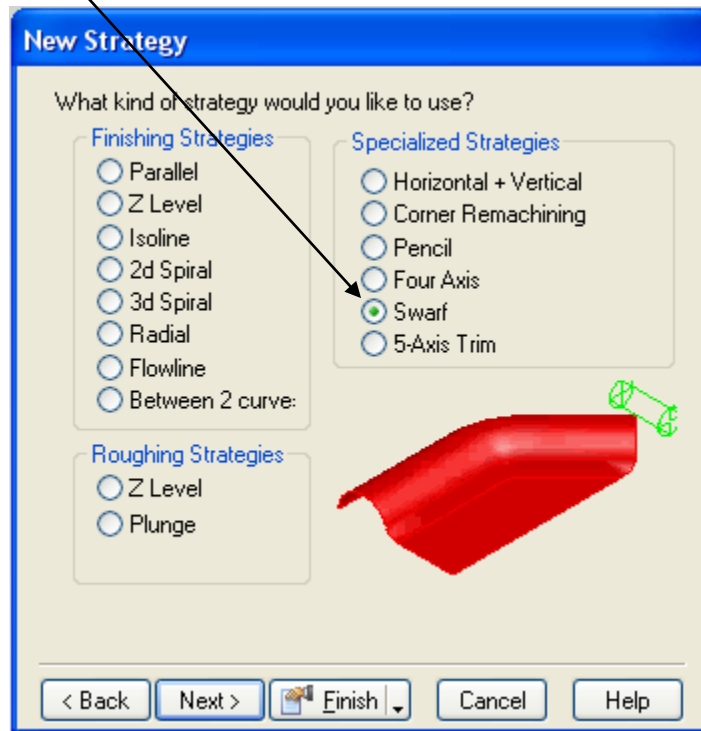 New Strategy
What kind of strategy would you like to use?
Finishing Strategies
Parallel
Z Level
Isoline
2d Spiral
3d Spiral
Radial
Flowline
Between 2 curve:
Roughing Strategies
Z Level
Plunge
Specialized Strategies
Horizontal + Vertical
Corner Remachining
Pencil
Four Axis
Swarf
5-Axis Trim
< Back
Next >
Finish
Cancel
Help